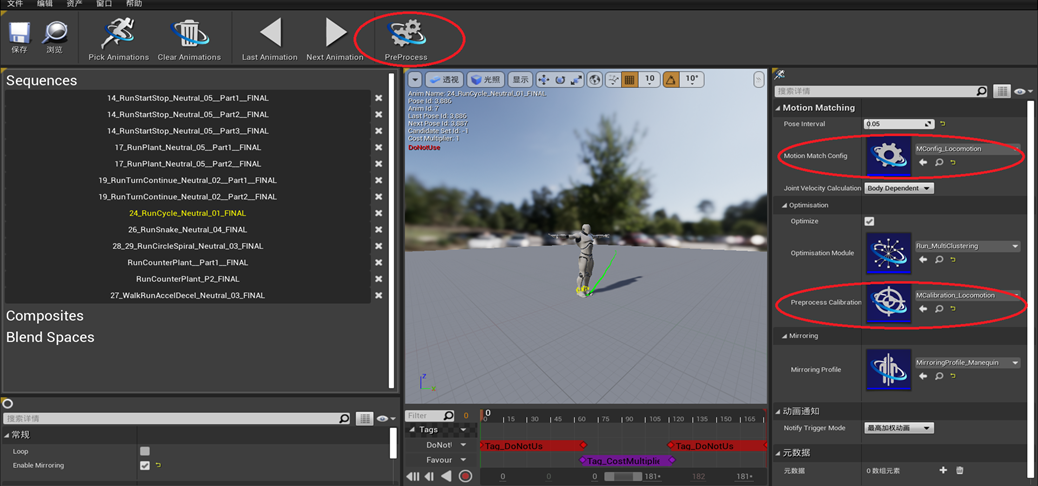 文件 编辑 资产 窗口 帮助
保存 浏览 Pick Animations Clear Animations Last Animation Next Animation PreProcess
Sequences
14_RunStartStop_Neutral_05__Part1__FINAL
14_RunStartStop_Neutral_05__Part2__FINAL
14_RunStartStop_Neutral_05__Part3__FINAL
17_RunPlant_Neutral_05__Part1__FINAL
17_RunPlant_Neutral_05__Part2__FINAL
19_RunTurnContinue_Neutral_02__Part1__FINAL
19_RunTurnContinue_Neutral_02__Part2__FINAL
24_RunCycle_Neutral_01_FINAL
26_RunSnake_Neutral_04_FINAL
28_29_RunCircleSpiral_Neutral_03_FINAL
RunCounterPlant__Part1__FINAL
RunCounterPlant_P2_FINAL
27_WalkRunAccelDecel_Neutral_03_FINAL
Composites
Blend Spaces
搜索详情
常规
Loop
Enable Mirroring
透视 光照 显示 10 10°
Anim Name: 24_RunCycle_Neutral_01_FINAL
Pose Id: 3,886
Anim Id: 7
Last Pose Id: 3,885
Next Pose Id: 3,887
Candidate Set Id: -1
Cost Multiplier: 1
DoNotUse
Z
Filter 0 0
0 15 30 45 60 75 90 105 120 135 150 165
Tags
DoNot Tag_DoNotUs Tag_DoNotUs
Favour Tag_CostMultiplie
0 0 181+ 182 181+
搜索详情
Motion Matching
Pose Interval 0.05
Motion Match Config MConfig_Locomotion
Joint Velocity Calculation Body Dependent
Optimisation
Optimize
Optimisation Module Run_MultiClustering
Preprocess Calibration MCalibration_Locomotion
Mirroring
Mirroring Profile MirroringProfile_Manequin
动画通知
Notify Trigger Mode 最高加权动画
元数据
元数据 0 数组元素